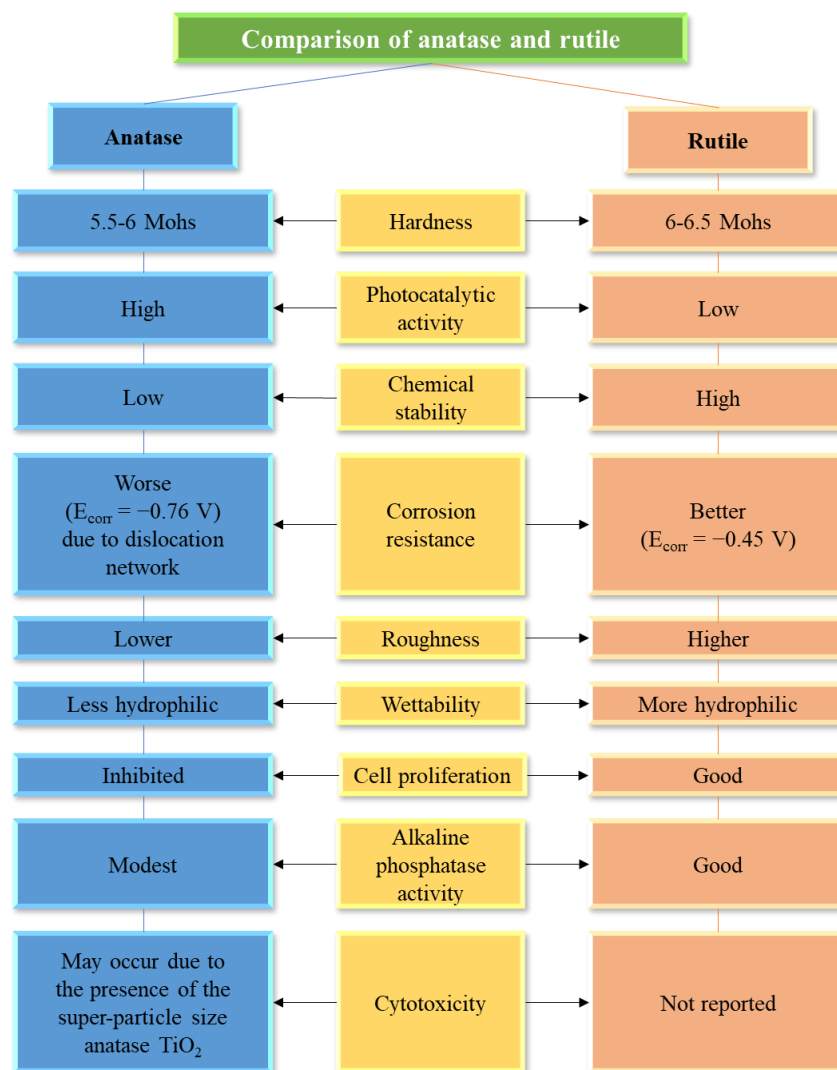 Comparison of anatase and rutile
Anatase
Rutile
5.5-6 Mohs
Hardness
6-6.5 Mohs
High
Photocatalytic
activity
Low
Low
Chemical
stability
High
Worse
(E_corr = −0.76 V)
due to dislocation
network
Corrosion
resistance
Better
(E_corr = −0.45 V)
Lower
Roughness
Higher
Less hydrophilic
Wettability
More hydrophilic
Inhibited
Cell proliferation
Good
Modest
Alkaline
phosphatase
activity
Good
May occur due to
the presence of the
super-particle size
anatase TiO₂
Cytotoxicity
Not reported